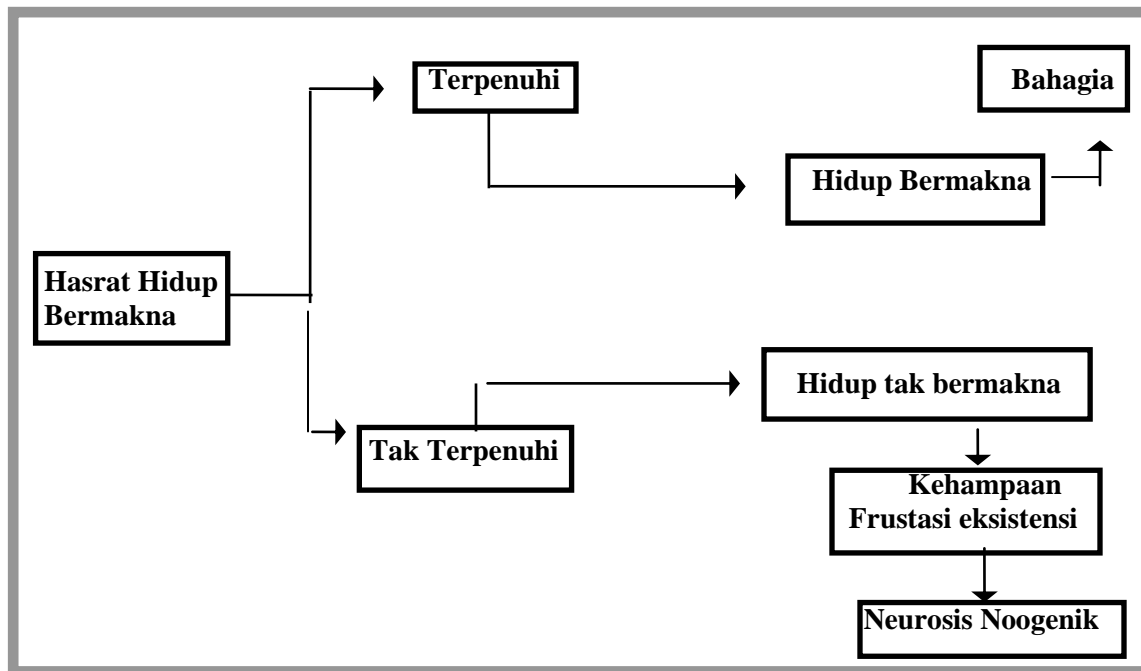 Terpenuhi
Bahagia
Hidup Bermakna
Hasrat Hidup
Bermakna
Hidup tak bermakna
Tak Terpenuhi
Kehampaan
Frustasi eksistensi
Neurosis Noogenik